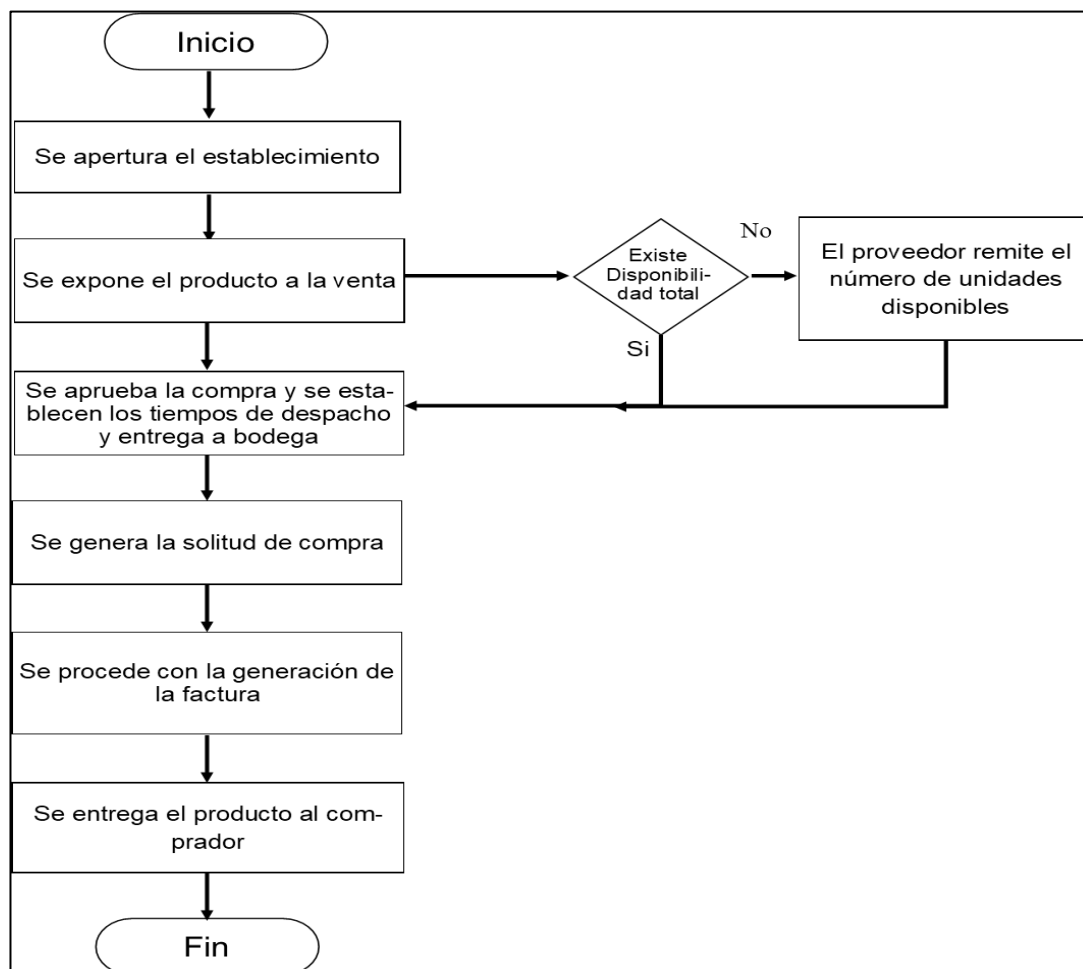 Inicio
Se apertura el establecimiento
Se expone el producto a la venta
Existe
Disponibili-
dad total
No
El proveedor remite el
número de unidades
disponibles
Si
Se aprueba la compra y se esta-
blecen los tiempos de despacho
y entrega a bodega
Se genera la solitud de compra
Se procede con la generación de
la factura
Se entrega el producto al com-
prador
Fin